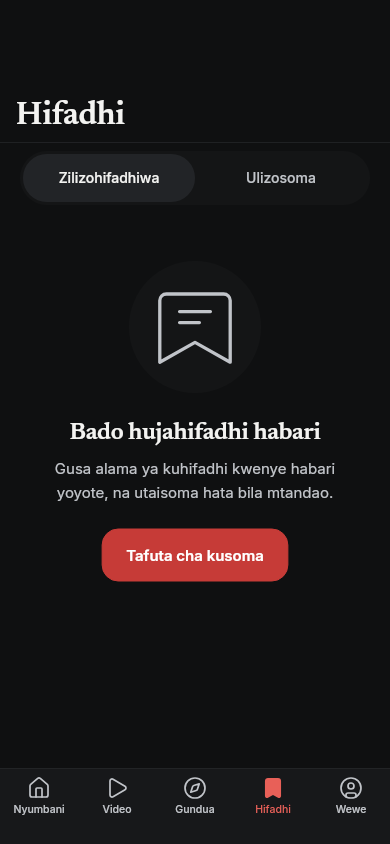 Hifadhi
Zilizohifadhiwa
Ulizosoma
Bado hujahifadhi habari
Gusa alama ya kuhifadhi kwenye habari
yoyote, na utaisoma hata bila mtandao.
Tafuta cha kusoma
Nyumbani
Video
Gundua
Hifadhi
Wewe